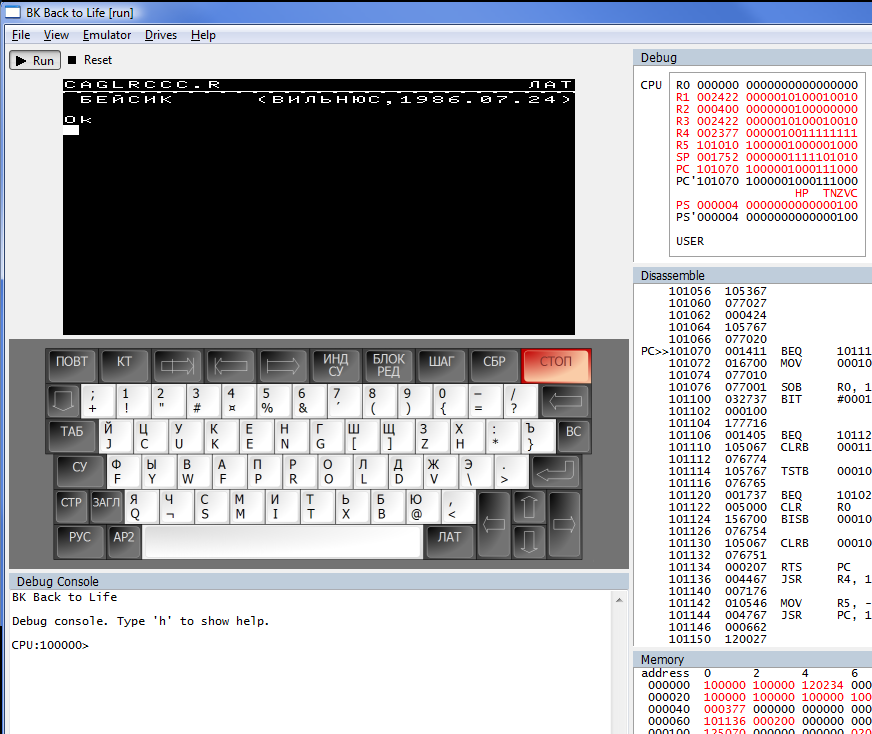 BK Back to Life [run]
File View Emulator Drives Help
Run Reset
CAGLRCCC.R ЛАТ
БЕЙСИК (ВИЛЬНЮС,1986.07.24)
Ok
ПОВТ КТ ИНД СУ БЛОК РЕД ШАГ СБР СТОП
; + 1 ! 2 " 3 # 4 ¤ 5 % 6 & 7 ´ 8 ( 9 ) 0 { – = / ?
ТАБ Й J Ц C У U К K Е E Н N Г G Ш [ Щ ] З Z Х H : * Ъ } ВС
СУ Ф F Ы Y В W А F П P Р R О O Л L Д D Ж V Э \ . >
СТР ЗАГЛ Я Q Ч ¬ С S М M И I Т T Ь X Б B Ю @ , <
РУС АР2 ЛАТ
Debug Console
BK Back to Life
Debug console. Type 'h' to show help.
CPU:100000>
Debug
CPU R0 000000 0000000000000000
R1 002422 0000010100010010
R2 000400 0000000100000000
R3 002422 0000010100010010
R4 002377 0000010011111111
R5 101010 1000001000001000
SP 001752 0000001111101010
PC 101070 1000001000111000
PC'101070 1000001000111000
HP TNZVC
PS 000004 0000000000000100
PS'000004 0000000000000100
USER
Disassemble
101056 105367
101060 077027
101062 000424
101064 105767
101066 077020
PC>>101070 001411 BEQ 10111
101072 016700 MOV 00010
101074 077010
101076 077001 SOB R0, 1
101100 032737 BIT #0001
101102 000100
101104 177716
101106 001405 BEQ 10112
101110 105067 CLRB 00011
101112 076774
101114 105767 TSTB 00010
101116 076765
101120 001737 BEQ 10102
101122 005000 CLR R0
101124 156700 BISB 00010
101126 076754
101130 105067 CLRB 00010
101132 076751
101134 000207 RTS PC
101136 004467 JSR R4, 1
101140 007176
101142 010546 MOV R5, -
101144 004767 JSR PC, 1
101146 000662
101150 120027
Memory
address 0 2 4 6
000000 100000 100000 120234 000
000020 100000 100000 100000 100
000040 000377 000000 000000 000
000060 101136 000200 000000 000
000100 125070 000000 000000 020